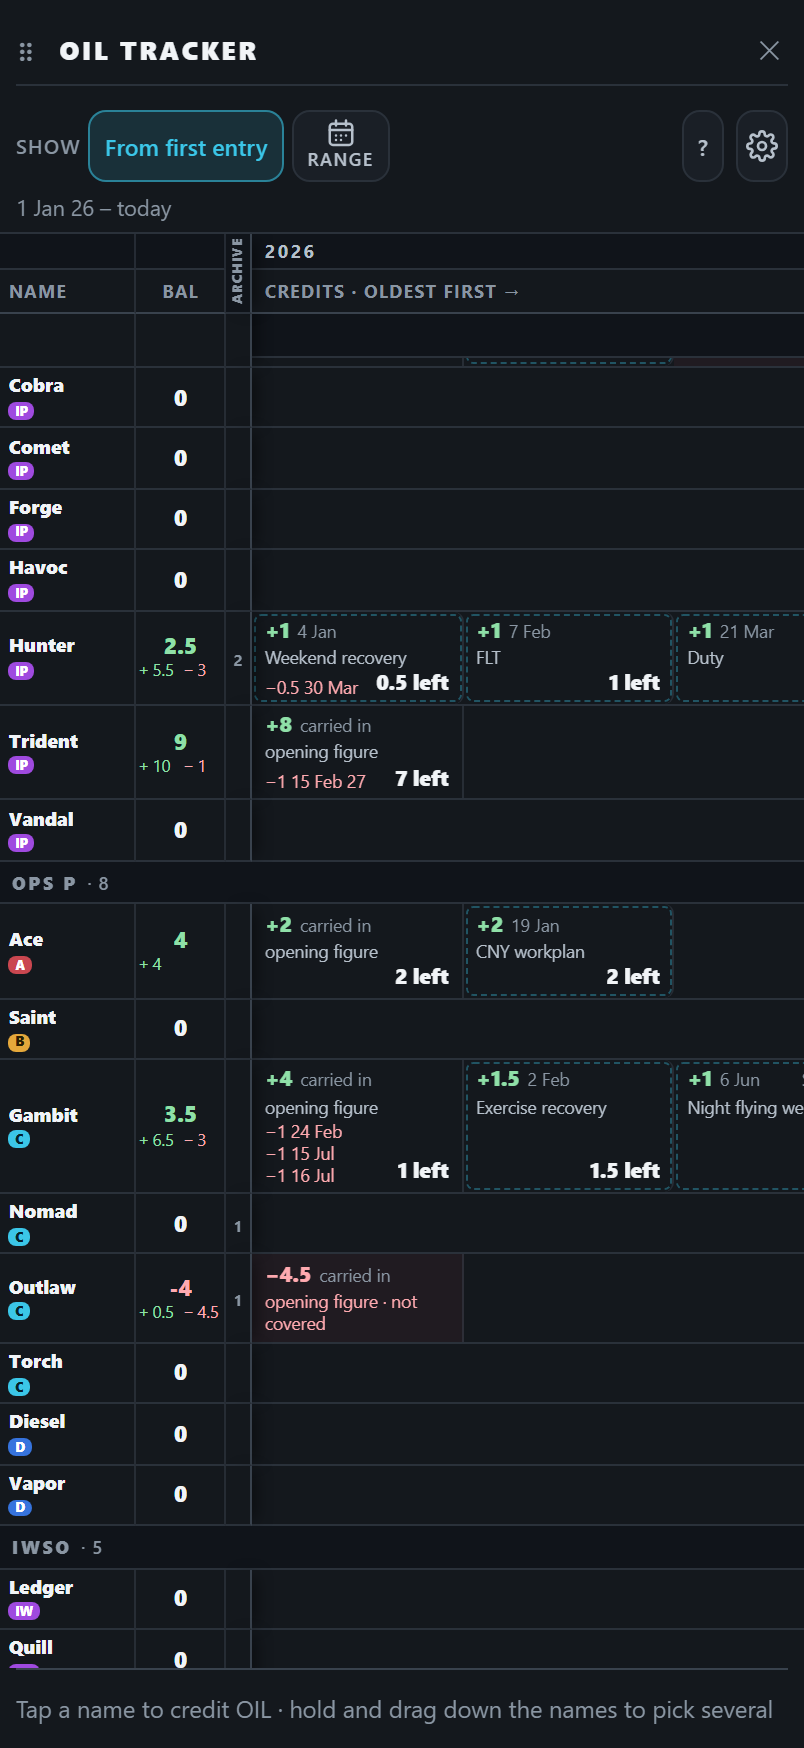 OIL TRACKER
SHOW From first entry RANGE ?
1 Jan 26 – today
ARCHIVE
2026
NAME BAL CREDITS · OLDEST FIRST →
Cobra
IP
0
Comet
IP
0
Forge
IP
0
Havoc
IP
0
Hunter
IP
2.5
+ 5.5 − 3
2
+1 4 Jan
Weekend recovery
−0.5 30 Mar 0.5 left
+1 7 Feb
FLT
1 left
+1 21 Mar
Duty
Trident
IP
9
+ 10 − 1
+8 carried in
opening figure
−1 15 Feb 27 7 left
Vandal
IP
0
OPS P · 8
Ace
A
4
+ 4
+2 carried in
opening figure
2 left
+2 19 Jan
CNY workplan
2 left
Saint
B
0
Gambit
C
3.5
+ 6.5 − 3
+4 carried in
opening figure
−1 24 Feb
−1 15 Jul
−1 16 Jul 1 left
+1.5 2 Feb
Exercise recovery
1.5 left
+1 6 Jun
Night flying we
Nomad
C
0
1
Outlaw
C
-4
+ 0.5 − 4.5
1
−4.5 carried in
opening figure · not
covered
Torch
C
0
Diesel
D
0
Vapor
D
0
IWSO · 5
Ledger
IW
0
Quill
0
Tap a name to credit OIL · hold and drag down the names to pick several